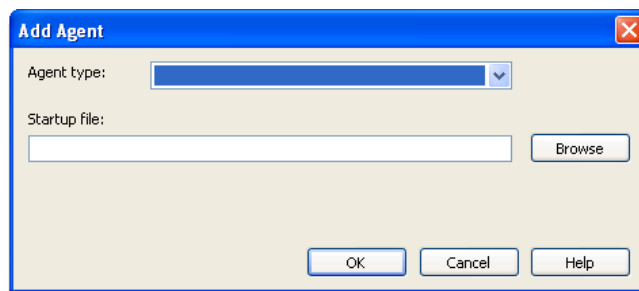 Add Agent
Agent type:
Startup file:
Browse
OK Cancel Help